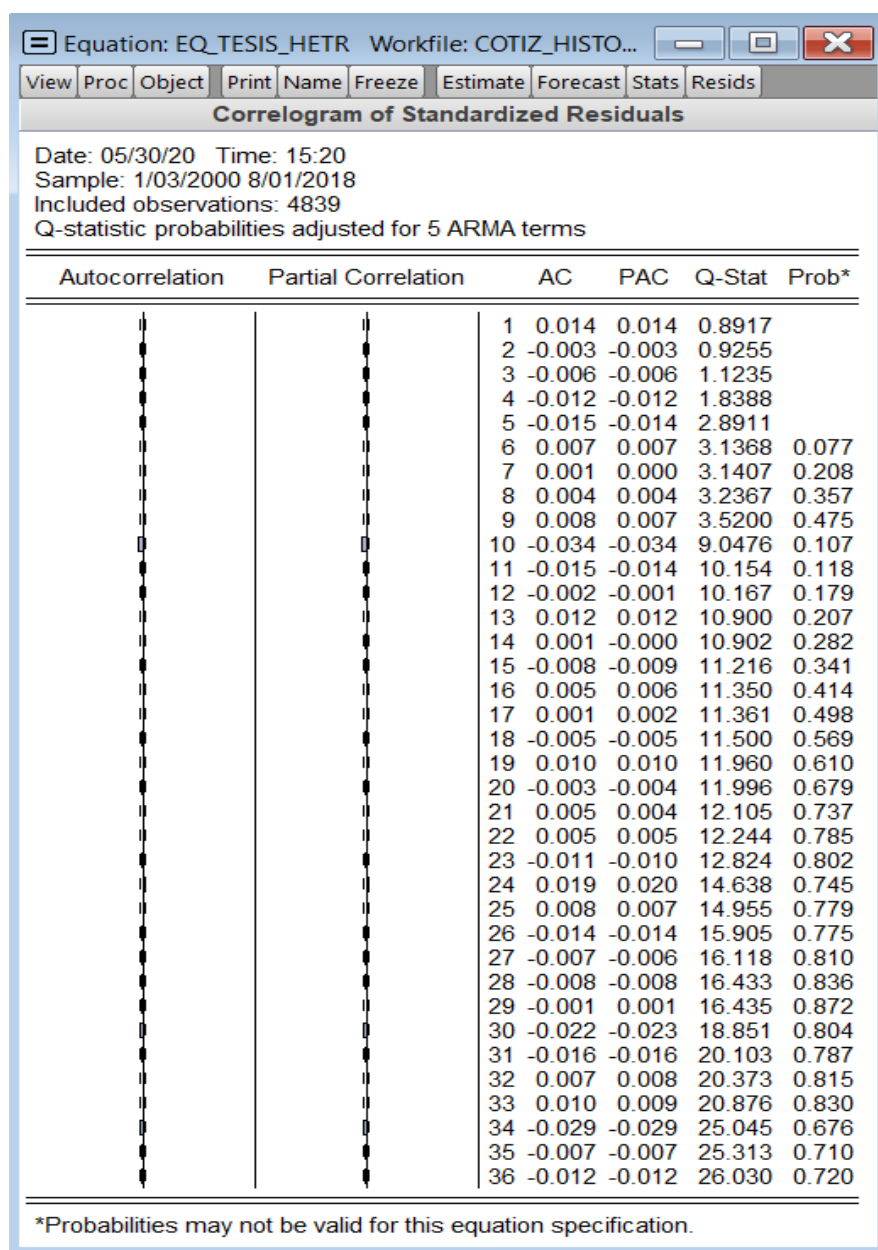 Equation: EQ_TESIS_HETR Workfile: COTIZ_HISTO...
View Proc Object Print Name Freeze Estimate Forecast Stats Resids
Correlogram of Standardized Residuals
Date: 05/30/20 Time: 15:20
Sample: 1/03/2000 8/01/2018
Included observations: 4839
Q-statistic probabilities adjusted for 5 ARMA terms
Autocorrelation Partial Correlation AC PAC Q-Stat Prob*
1 0.014 0.014 0.8917
2 -0.003 -0.003 0.9255
3 -0.006 -0.006 1.1235
4 -0.012 -0.012 1.8388
5 -0.015 -0.014 2.8911
6 0.007 0.007 3.1368 0.077
7 0.001 0.000 3.1407 0.208
8 0.004 0.004 3.2367 0.357
9 0.008 0.007 3.5200 0.475
10 -0.034 -0.034 9.0476 0.107
11 -0.015 -0.014 10.154 0.118
12 -0.002 -0.001 10.167 0.179
13 0.012 0.012 10.900 0.207
14 0.001 -0.000 10.902 0.282
15 -0.008 -0.009 11.216 0.341
16 0.005 0.006 11.350 0.414
17 0.001 0.002 11.361 0.498
18 -0.005 -0.005 11.500 0.569
19 0.010 0.010 11.960 0.610
20 -0.003 -0.004 11.996 0.679
21 0.005 0.004 12.105 0.737
22 0.005 0.005 12.244 0.785
23 -0.011 -0.010 12.824 0.802
24 0.019 0.020 14.638 0.745
25 0.008 0.007 14.955 0.779
26 -0.014 -0.014 15.905 0.775
27 -0.007 -0.006 16.118 0.810
28 -0.008 -0.008 16.433 0.836
29 -0.001 0.001 16.435 0.872
30 -0.022 -0.023 18.851 0.804
31 -0.016 -0.016 20.103 0.787
32 0.007 0.008 20.373 0.815
33 0.010 0.009 20.876 0.830
34 -0.029 -0.029 25.045 0.676
35 -0.007 -0.007 25.313 0.710
36 -0.012 -0.012 26.030 0.720
*Probabilities may not be valid for this equation specification.